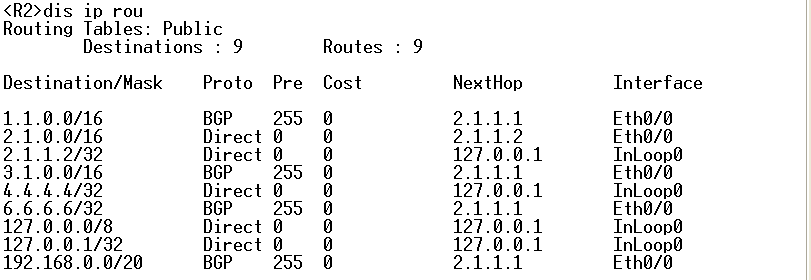 <R2>dis ip rou
Routing Tables: Public
        Destinations : 9        Routes : 9

Destination/Mask    Proto  Pre  Cost         NextHop         Interface

1.1.0.0/16          BGP    255  0            2.1.1.1         Eth0/0
2.1.0.0/16          Direct 0    0            2.1.1.2         Eth0/0
2.1.1.2/32          Direct 0    0            127.0.0.1       InLoop0
3.1.0.0/16          BGP    255  0            2.1.1.1         Eth0/0
4.4.4.4/32          Direct 0    0            127.0.0.1       InLoop0
6.6.6.6/32          BGP    255  0            2.1.1.1         Eth0/0
127.0.0.0/8         Direct 0    0            127.0.0.1       InLoop0
127.0.0.1/32        Direct 0    0            127.0.0.1       InLoop0
192.168.0.0/20      BGP    255  0            2.1.1.1         Eth0/0